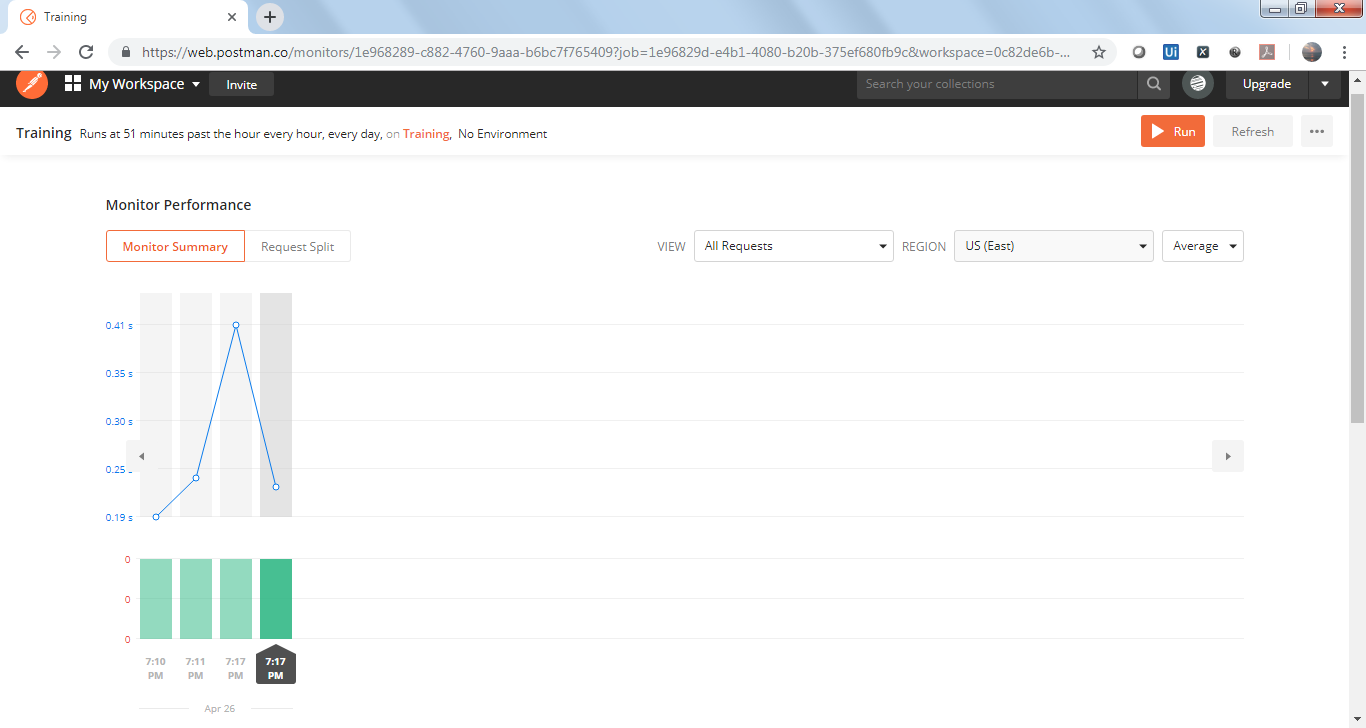 Training
https://web.postman.co/monitors/1e968289-c882-4760-9aaa-b6bc7f765409?job=1e96829d-e4b1-4080-b20b-375ef680fb9c&workspace=0c82de6b-...
Ui
X
My Workspace
Invite
Search your collections
Upgrade
Training Runs at 51 minutes past the hour every hour, every day, on Training, No Environment
Run
Refresh
Monitor Performance
Monitor Summary
Request Split
VIEW
All Requests
REGION
US (East)
Average
0.41 s
0.35 s
0.30 s
0.25
0.19 s
0
0
0
7:10 PM
7:11 PM
7:17 PM
7:17 PM
Apr 26